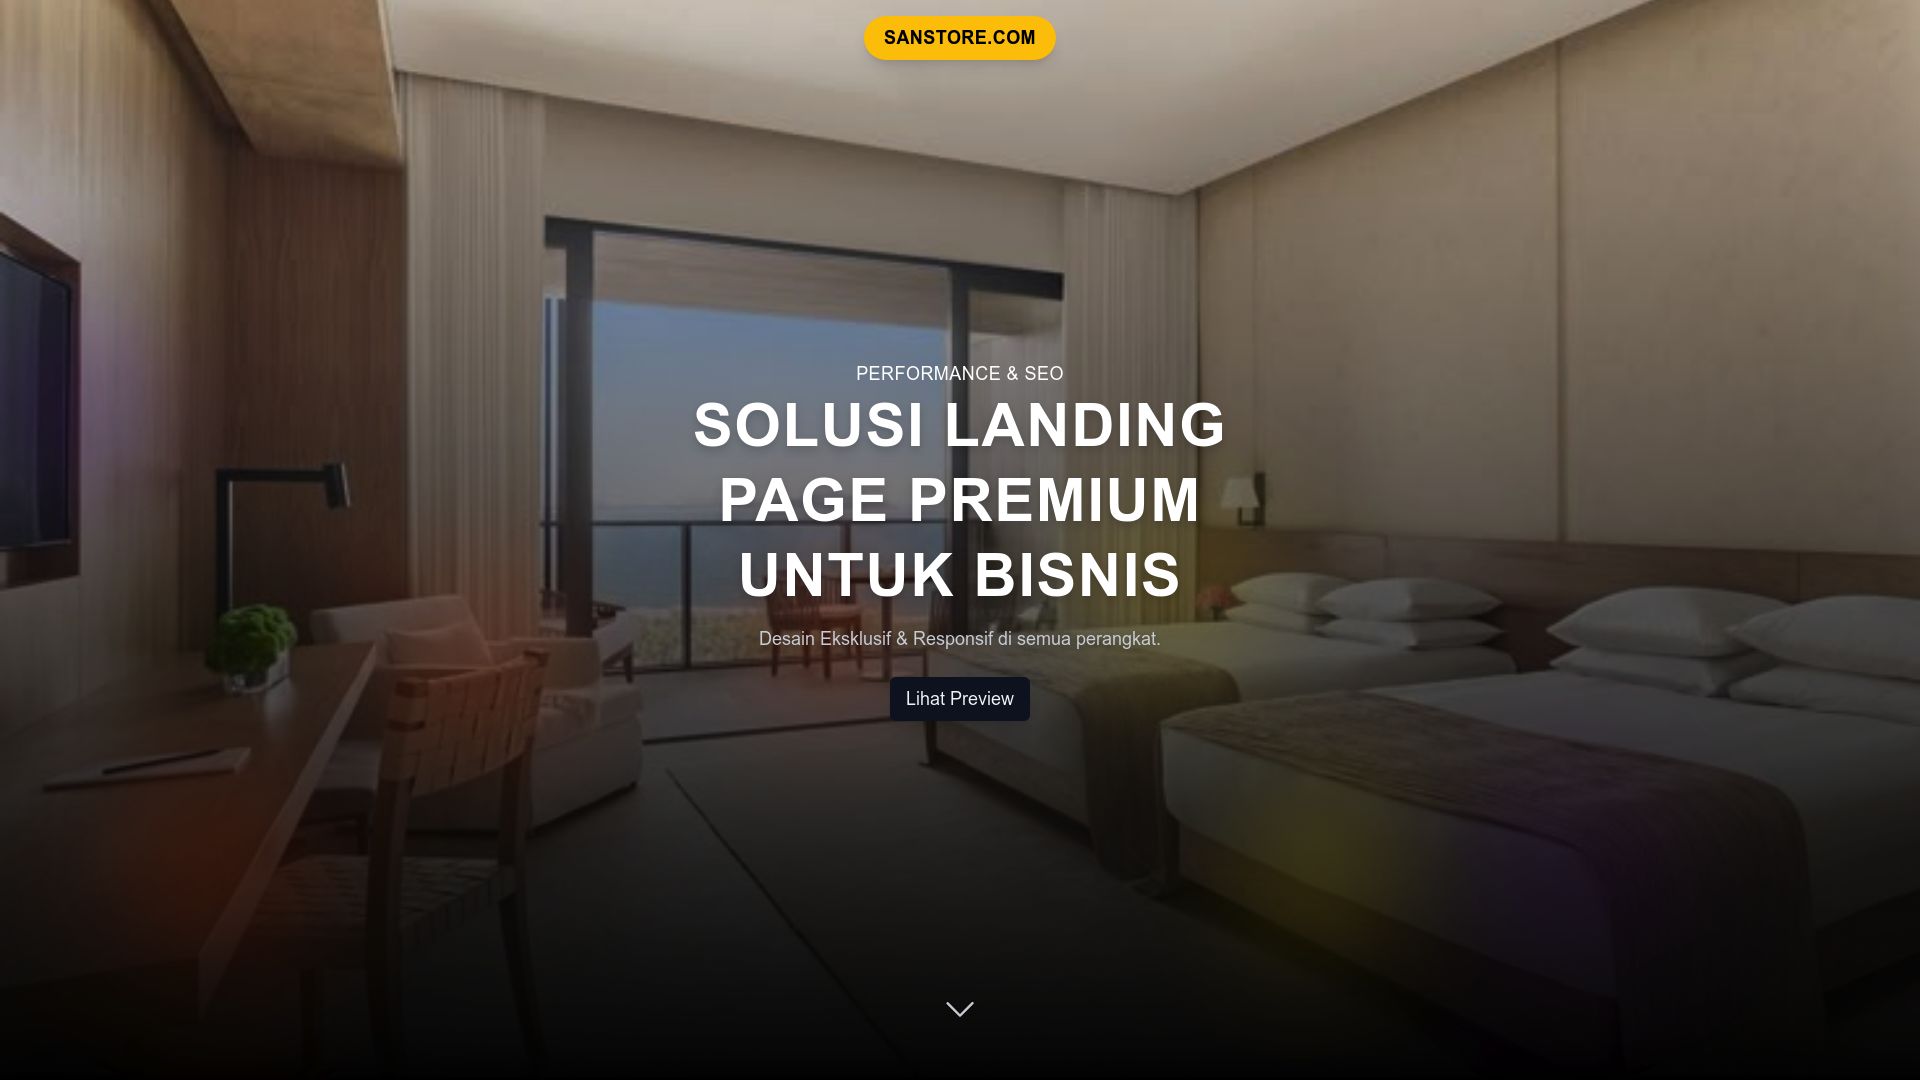 SANSTORE.COM
PERFORMANCE & SEO
SOLUSI LANDING
PAGE PREMIUM
UNTUK BISNIS
Desain Eksklusif & Responsif di semua perangkat.
Lihat Preview